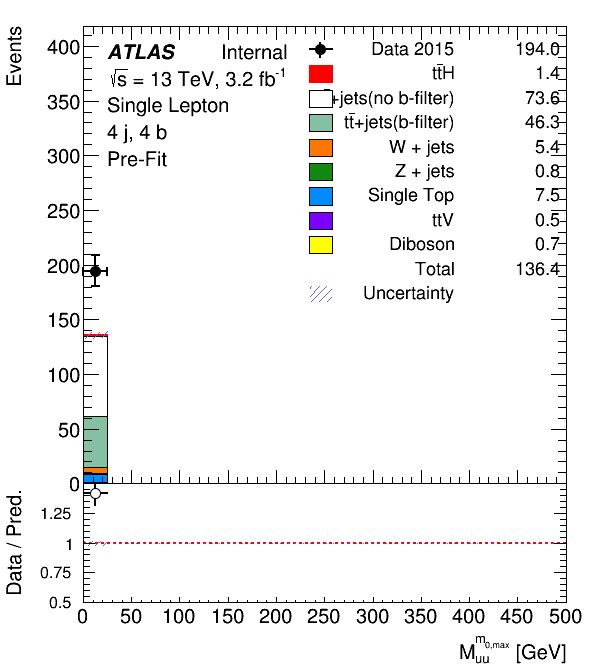 Events
400
350
300
250
200
150
100
50
0
ATLAS Internal
√s = 13 TeV, 3.2 fb⁻¹
Single Lepton
4 j, 4 b
Pre-Fit
Data 2015 194.0
tt̄H 1.4
+jets(no b-filter) 73.6
tt̄+jets(b-filter) 46.3
W + jets 5.4
Z + jets 0.8
Single Top 7.5
ttV 0.5
Diboson 0.7
Total 136.4
Uncertainty
Data / Pred.
1.25
1
0.75
0.5
0 50 100 150 200 250 300 350 400 450 500
M_uu^m_0,max [GeV]